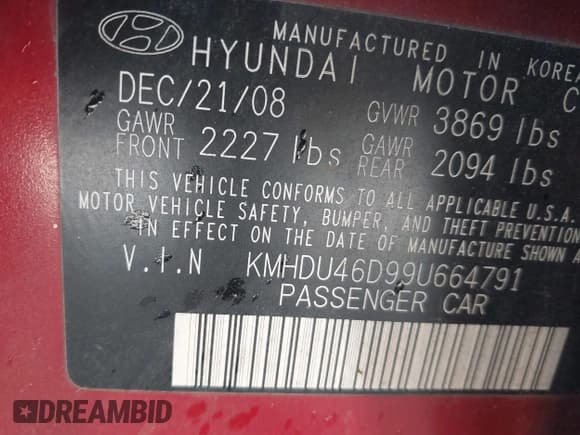 MANUFACTURED IN KOREA
HYUNDAI MOTOR C
DEC/21/08 GVWR 3869 lbs
GAWR FRONT 2227 lbs GAWR REAR 2094 lbs
THIS VEHICLE CONFORMS TO ALL APPLICABLE U.S.A.
MOTOR VEHICLE SAFETY, BUMPER, AND THEFT PREVENTION
IN EFFECT ON THE DATE OF MANUFACTURE SHOWN A
V.I.N KMHDU46D99U664791
PASSENGER CAR
DREAMBID